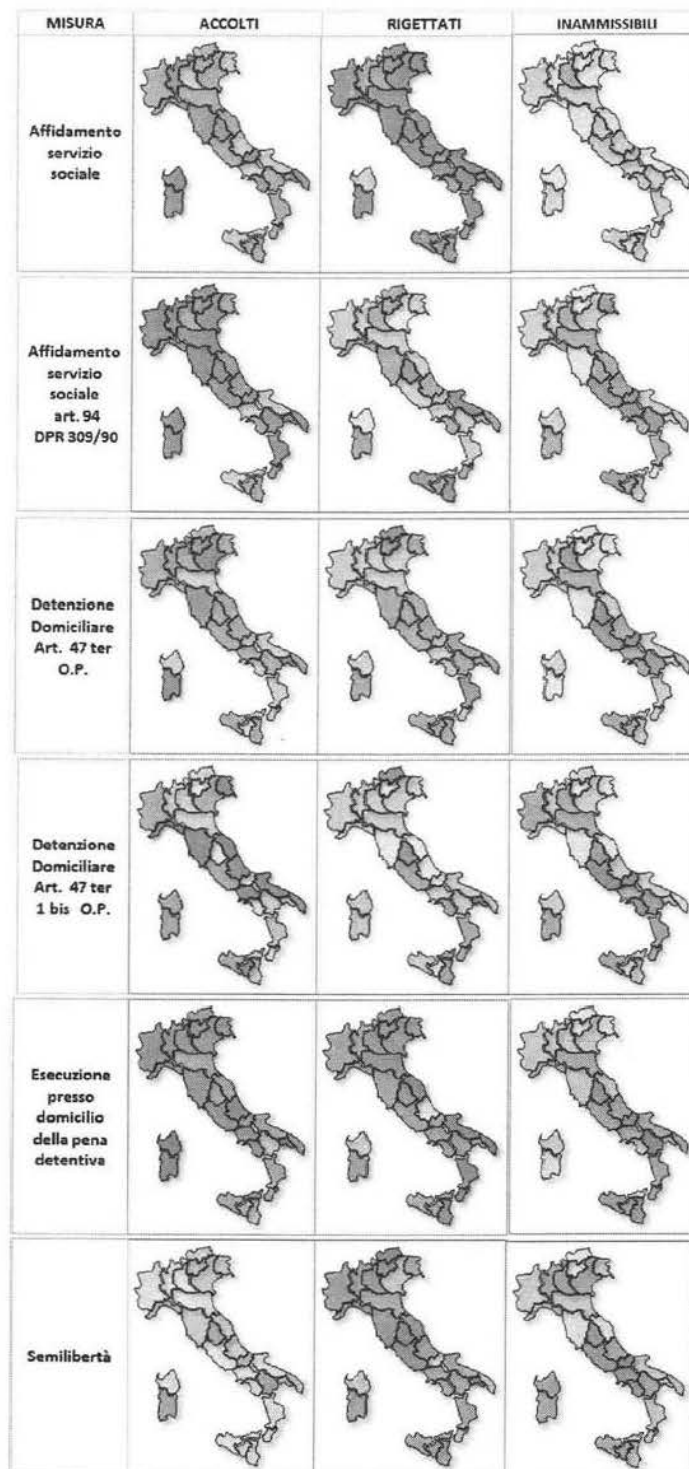 MISURA ACCOLTI RIGETTATI INAMMISSIBILI
Affidamento
servizio
sociale
Affidamento
servizio
sociale
art. 94
DPR 309/90
Detenzione
Domiciliare
Art. 47 ter
O.P.
Detenzione
Domiciliare
Art. 47 ter
1 bis O.P.
Esecuzione
presso
domicilio
della pena
detentiva
Semilibertà